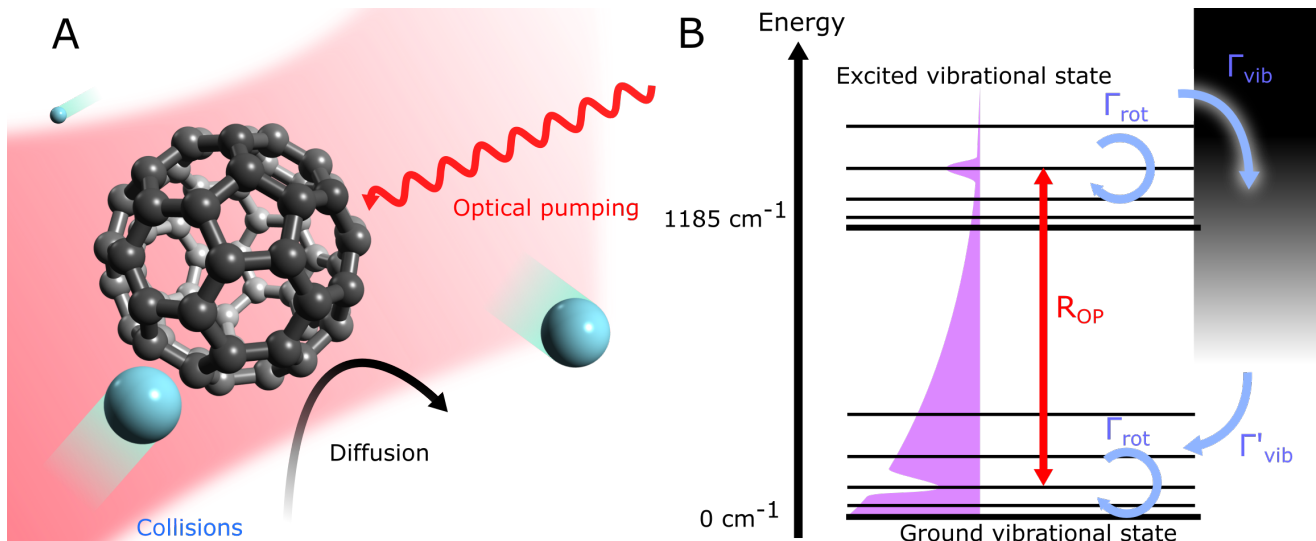 A
Optical pumping
Diffusion
Collisions
B
Energy
Excited vibrational state
Γvib
Γrot
1185 cm⁻¹
ROP
Γrot
Γ'vib
0 cm⁻¹
Ground vibrational state